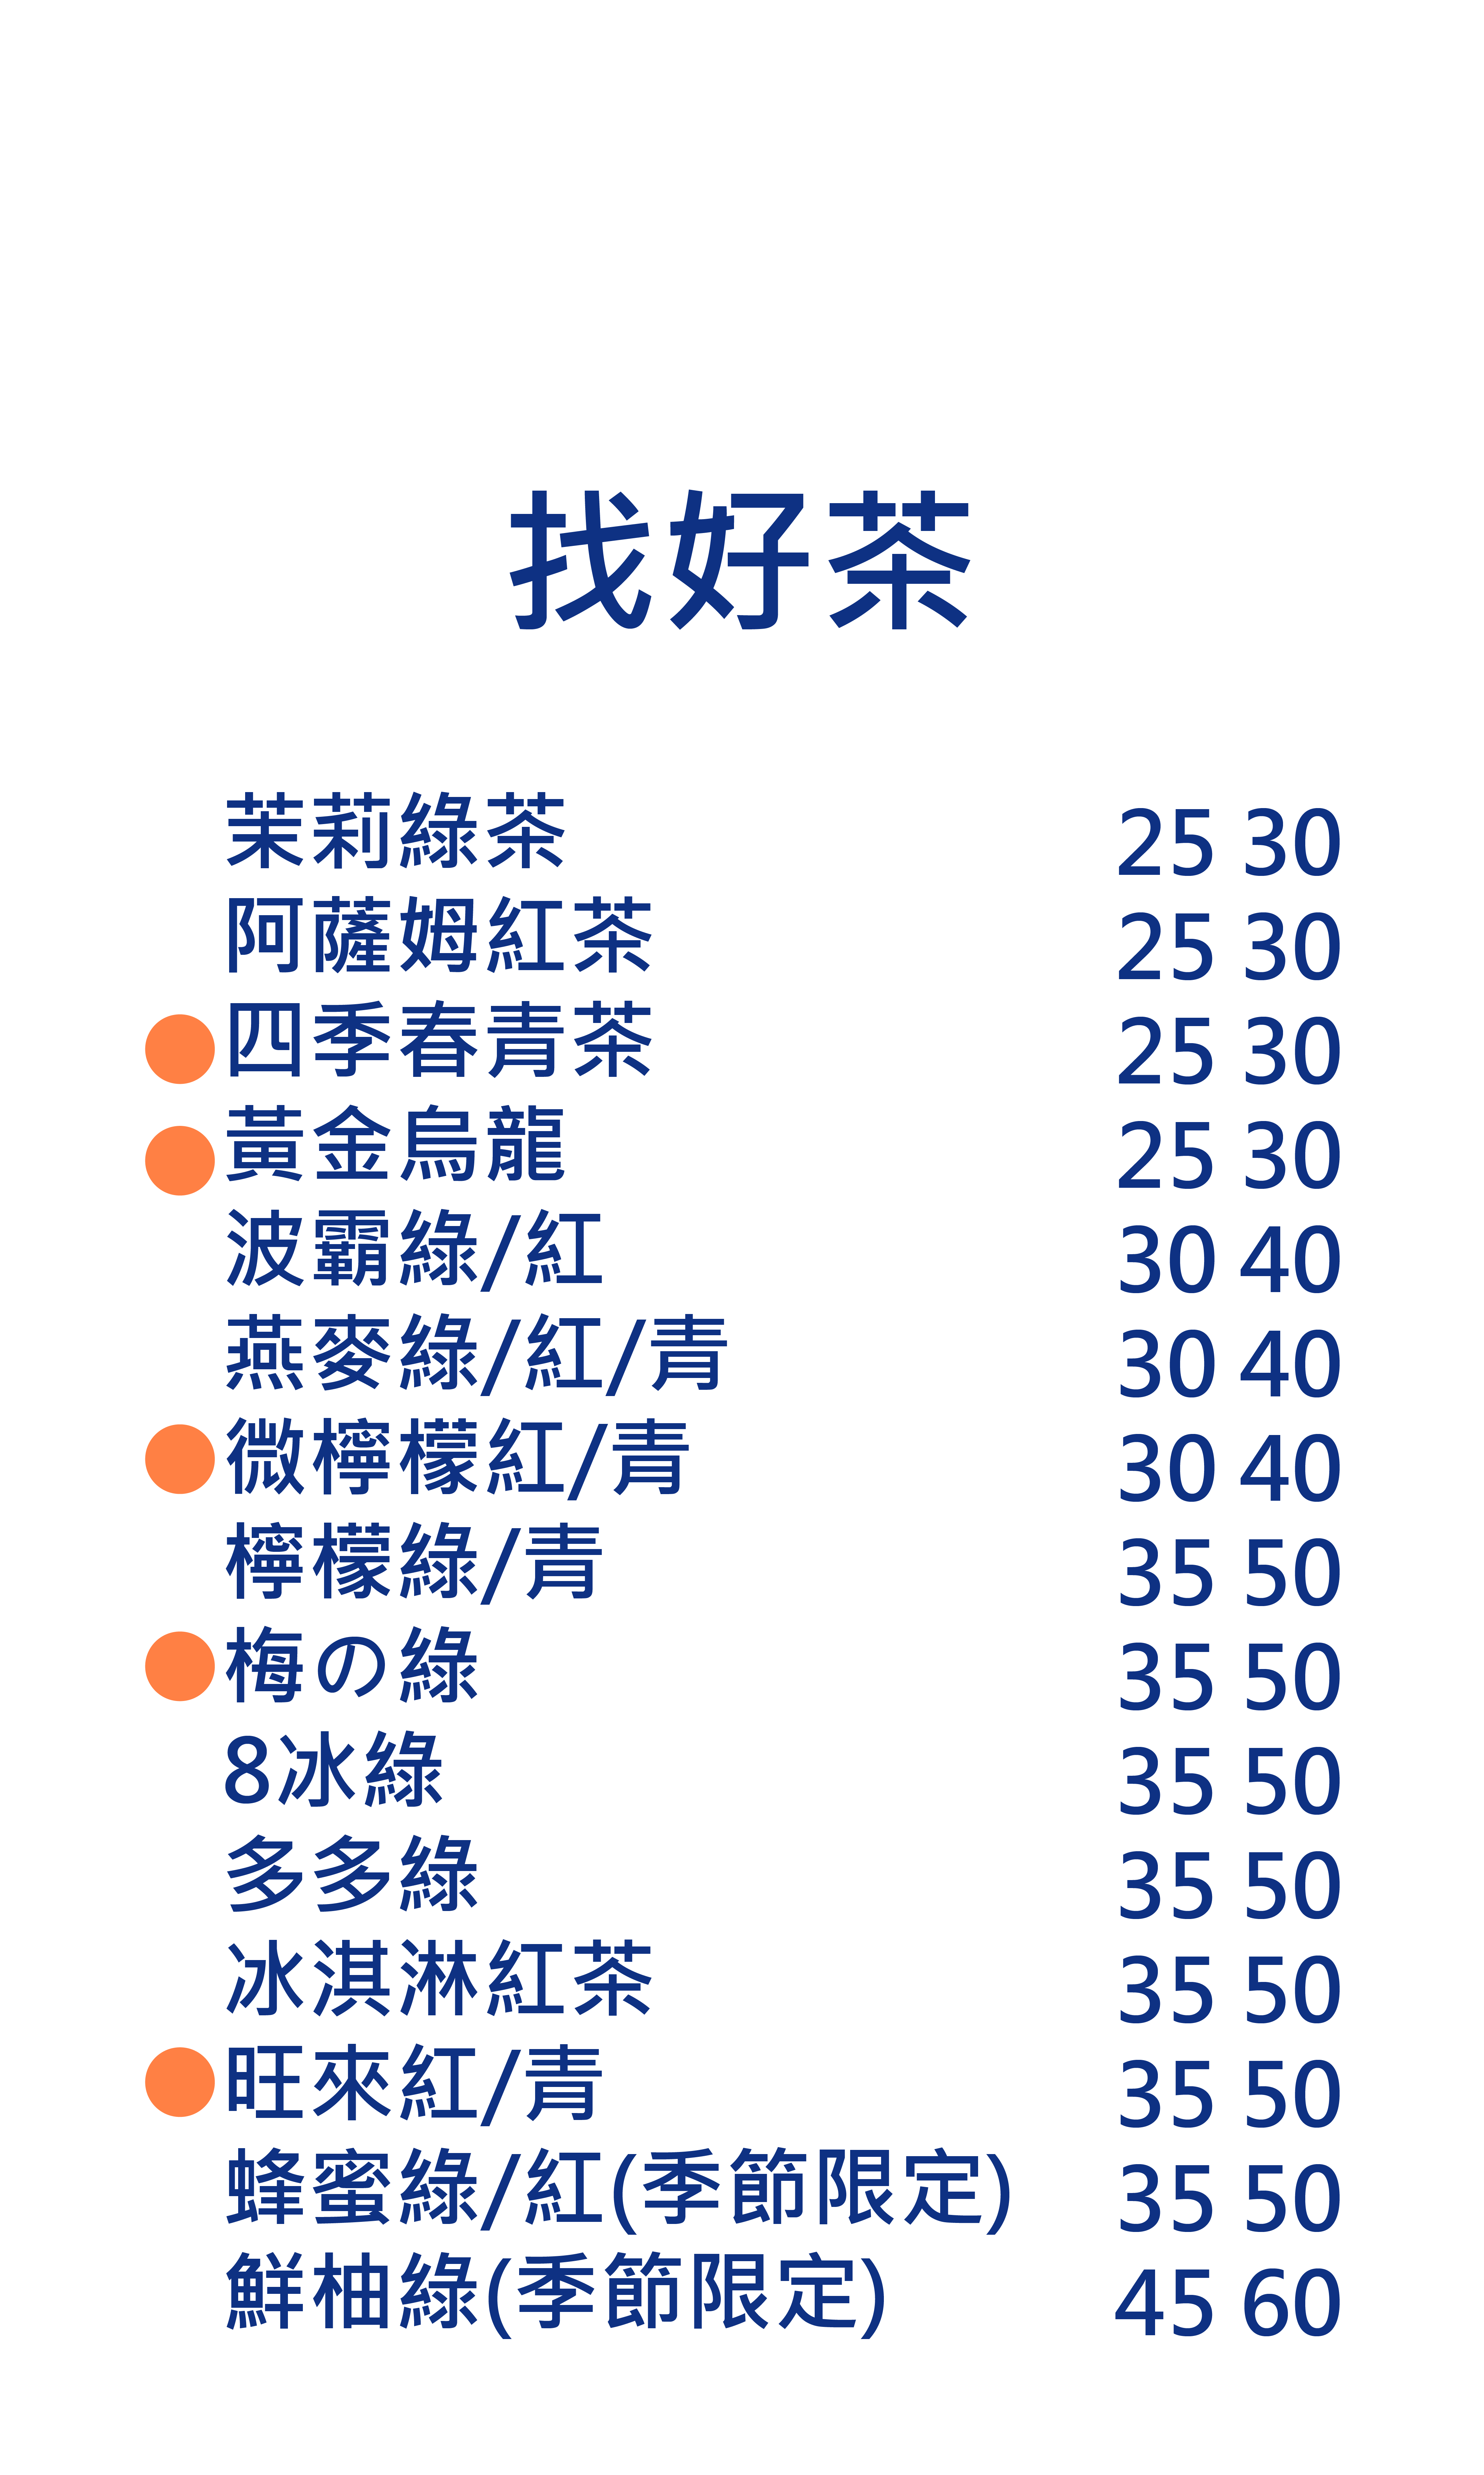 找好茶
茉莉綠茶 25 30
阿薩姆紅茶 25 30
四季春青茶 25 30
黃金烏龍 25 30
波霸綠/紅 30 40
燕麥綠/紅/青 30 40
微檸檬紅/青 30 40
檸檬綠/青 35 50
梅の綠 35 50
8冰綠 35 50
多多綠 35 50
冰淇淋紅茶 35 50
旺來紅/青 35 50
蜂蜜綠/紅(季節限定) 35 50
鮮柚綠(季節限定) 45 60